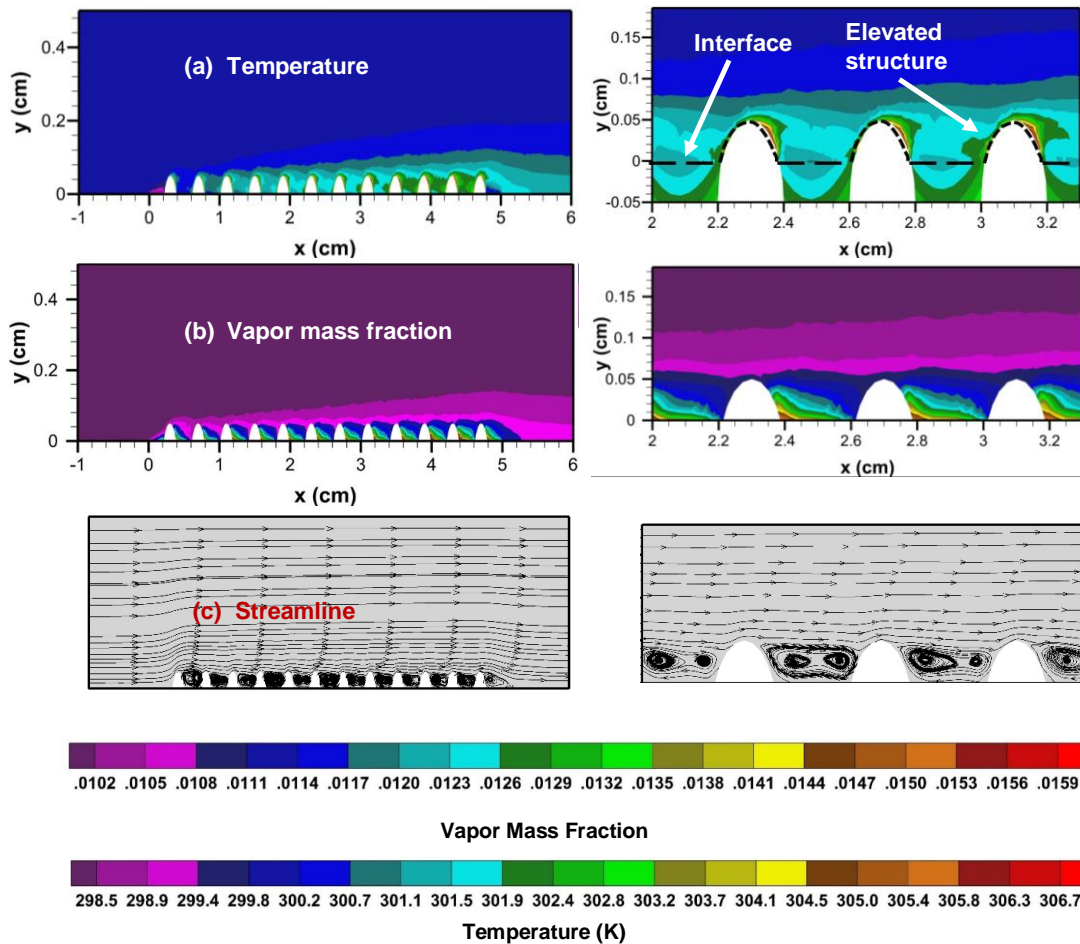 (a) Temperature
y (cm)
0.4
0.2
0
-1 0 1 2 3 4 5 6
x (cm)
Interface
Elevated
structure
y (cm)
0.15
0.1
0.05
0
-0.05
2 2.2 2.4 2.6 2.8 3 3.2
x (cm)
(b) Vapor mass fraction
y (cm)
0.4
0.2
0
-1 0 1 2 3 4 5 6
x (cm)
y (cm)
0.15
0.1
0.05
0
2 2.2 2.4 2.6 2.8 3 3.2
x (cm)
(c) Streamline
.0102 .0105 .0108 .0111 .0114 .0117 .0120 .0123 .0126 .0129 .0132 .0135 .0138 .0141 .0144 .0147 .0150 .0153 .0156 .0159
Vapor Mass Fraction
298.5 298.9 299.4 299.8 300.2 300.7 301.1 301.5 301.9 302.4 302.8 303.2 303.7 304.1 304.5 305.0 305.4 305.8 306.3 306.7
Temperature (K)